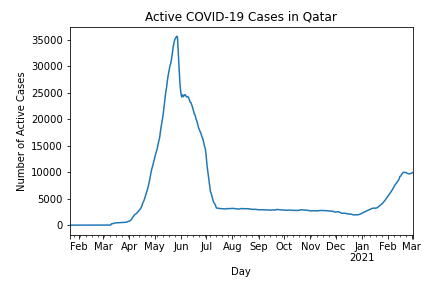 Active COVID-19 Cases in Qatar
Number of Active Cases
35000
30000
25000
20000
15000
10000
5000
0
Feb Mar Apr May Jun Jul Aug Sep Oct Nov Dec Jan Feb Mar
2021
Day